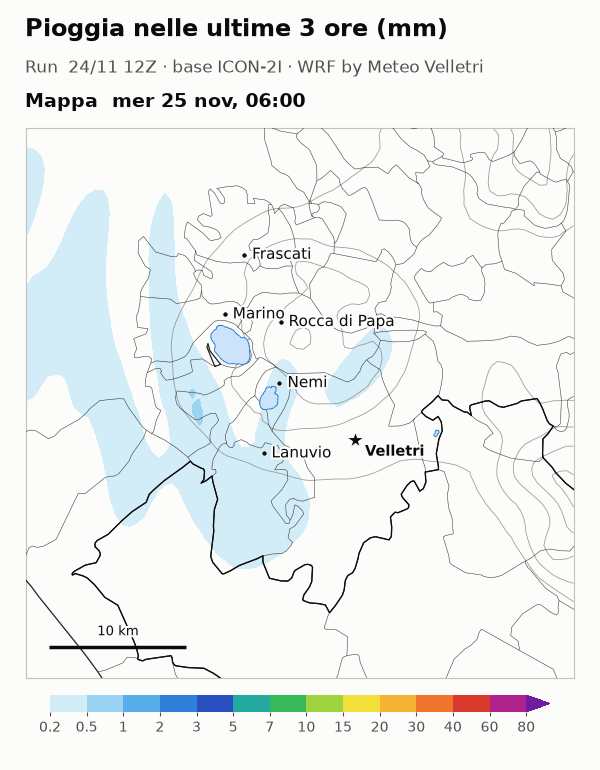 Pioggia nelle ultime 3 ore (mm)
Run 24/11 12Z · base ICON-2I · WRF by Meteo Velletri
Mappa mer 25 nov, 06:00
Frascati
Marino
Rocca di Papa
Nemi
Velletri
Lanuvio
10 km
0.2 0.5 1 2 3 5 7 10 15 20 30 40 60 80